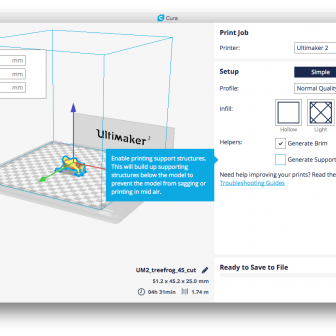 Cura
Print Job
mm
Printer:
Ultimaker 2
mm
mm
Setup
Simple
Profile:
Normal Quality
Infill:
Hollow
Light
Ultimaker 2
Helpers:
Generate Brim
Enable printing support structures.
This will build up supporting
structures below the model to
prevent the model from sagging or
printing in mid air.
Generate Support
Need help improving your prints? Read the
Troubleshooting Guides
UM2_treefrog_45_cut
Ready to Save to File
51.2 x 45.2 x 25.0 mm
04h 31min
1.74 m